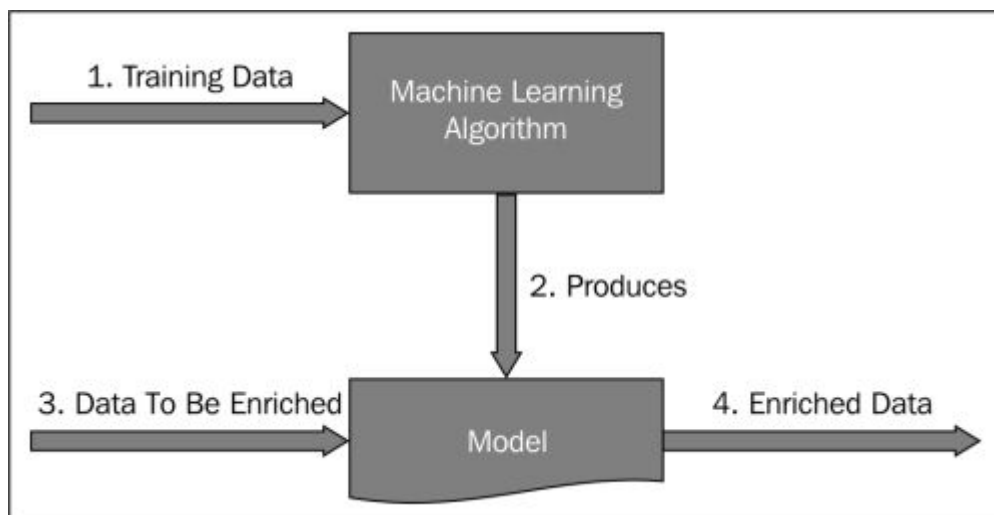 1. Training Data
Machine Learning
Algorithm
2. Produces
3. Data To Be Enriched
Model
4. Enriched Data